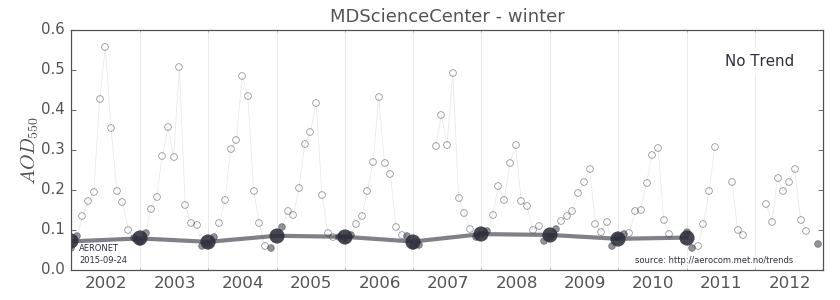 MDScienceCenter - winter
0.6
No Trend
0.5
0.4
0.3
AOD550
0.2
0.1
AERONET
2015-09-24
source: http://aerocom.met.no/trends
0.0
2002 2003 2004 2005 2006 2007 2008 2009 2010 2011 2012